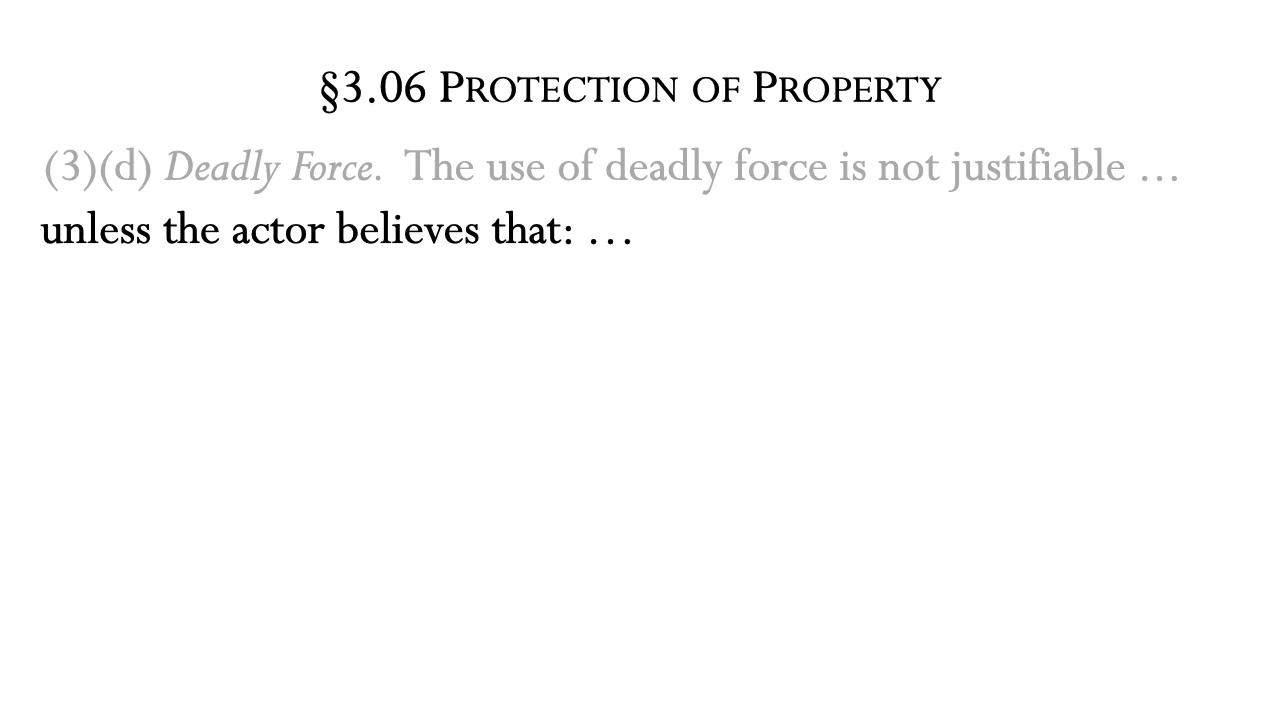 §3.06 PROTECTION OF PROPERTY
(3)(d) Deadly Force. The use of deadly force is not justifiable …
unless the actor believes that: …